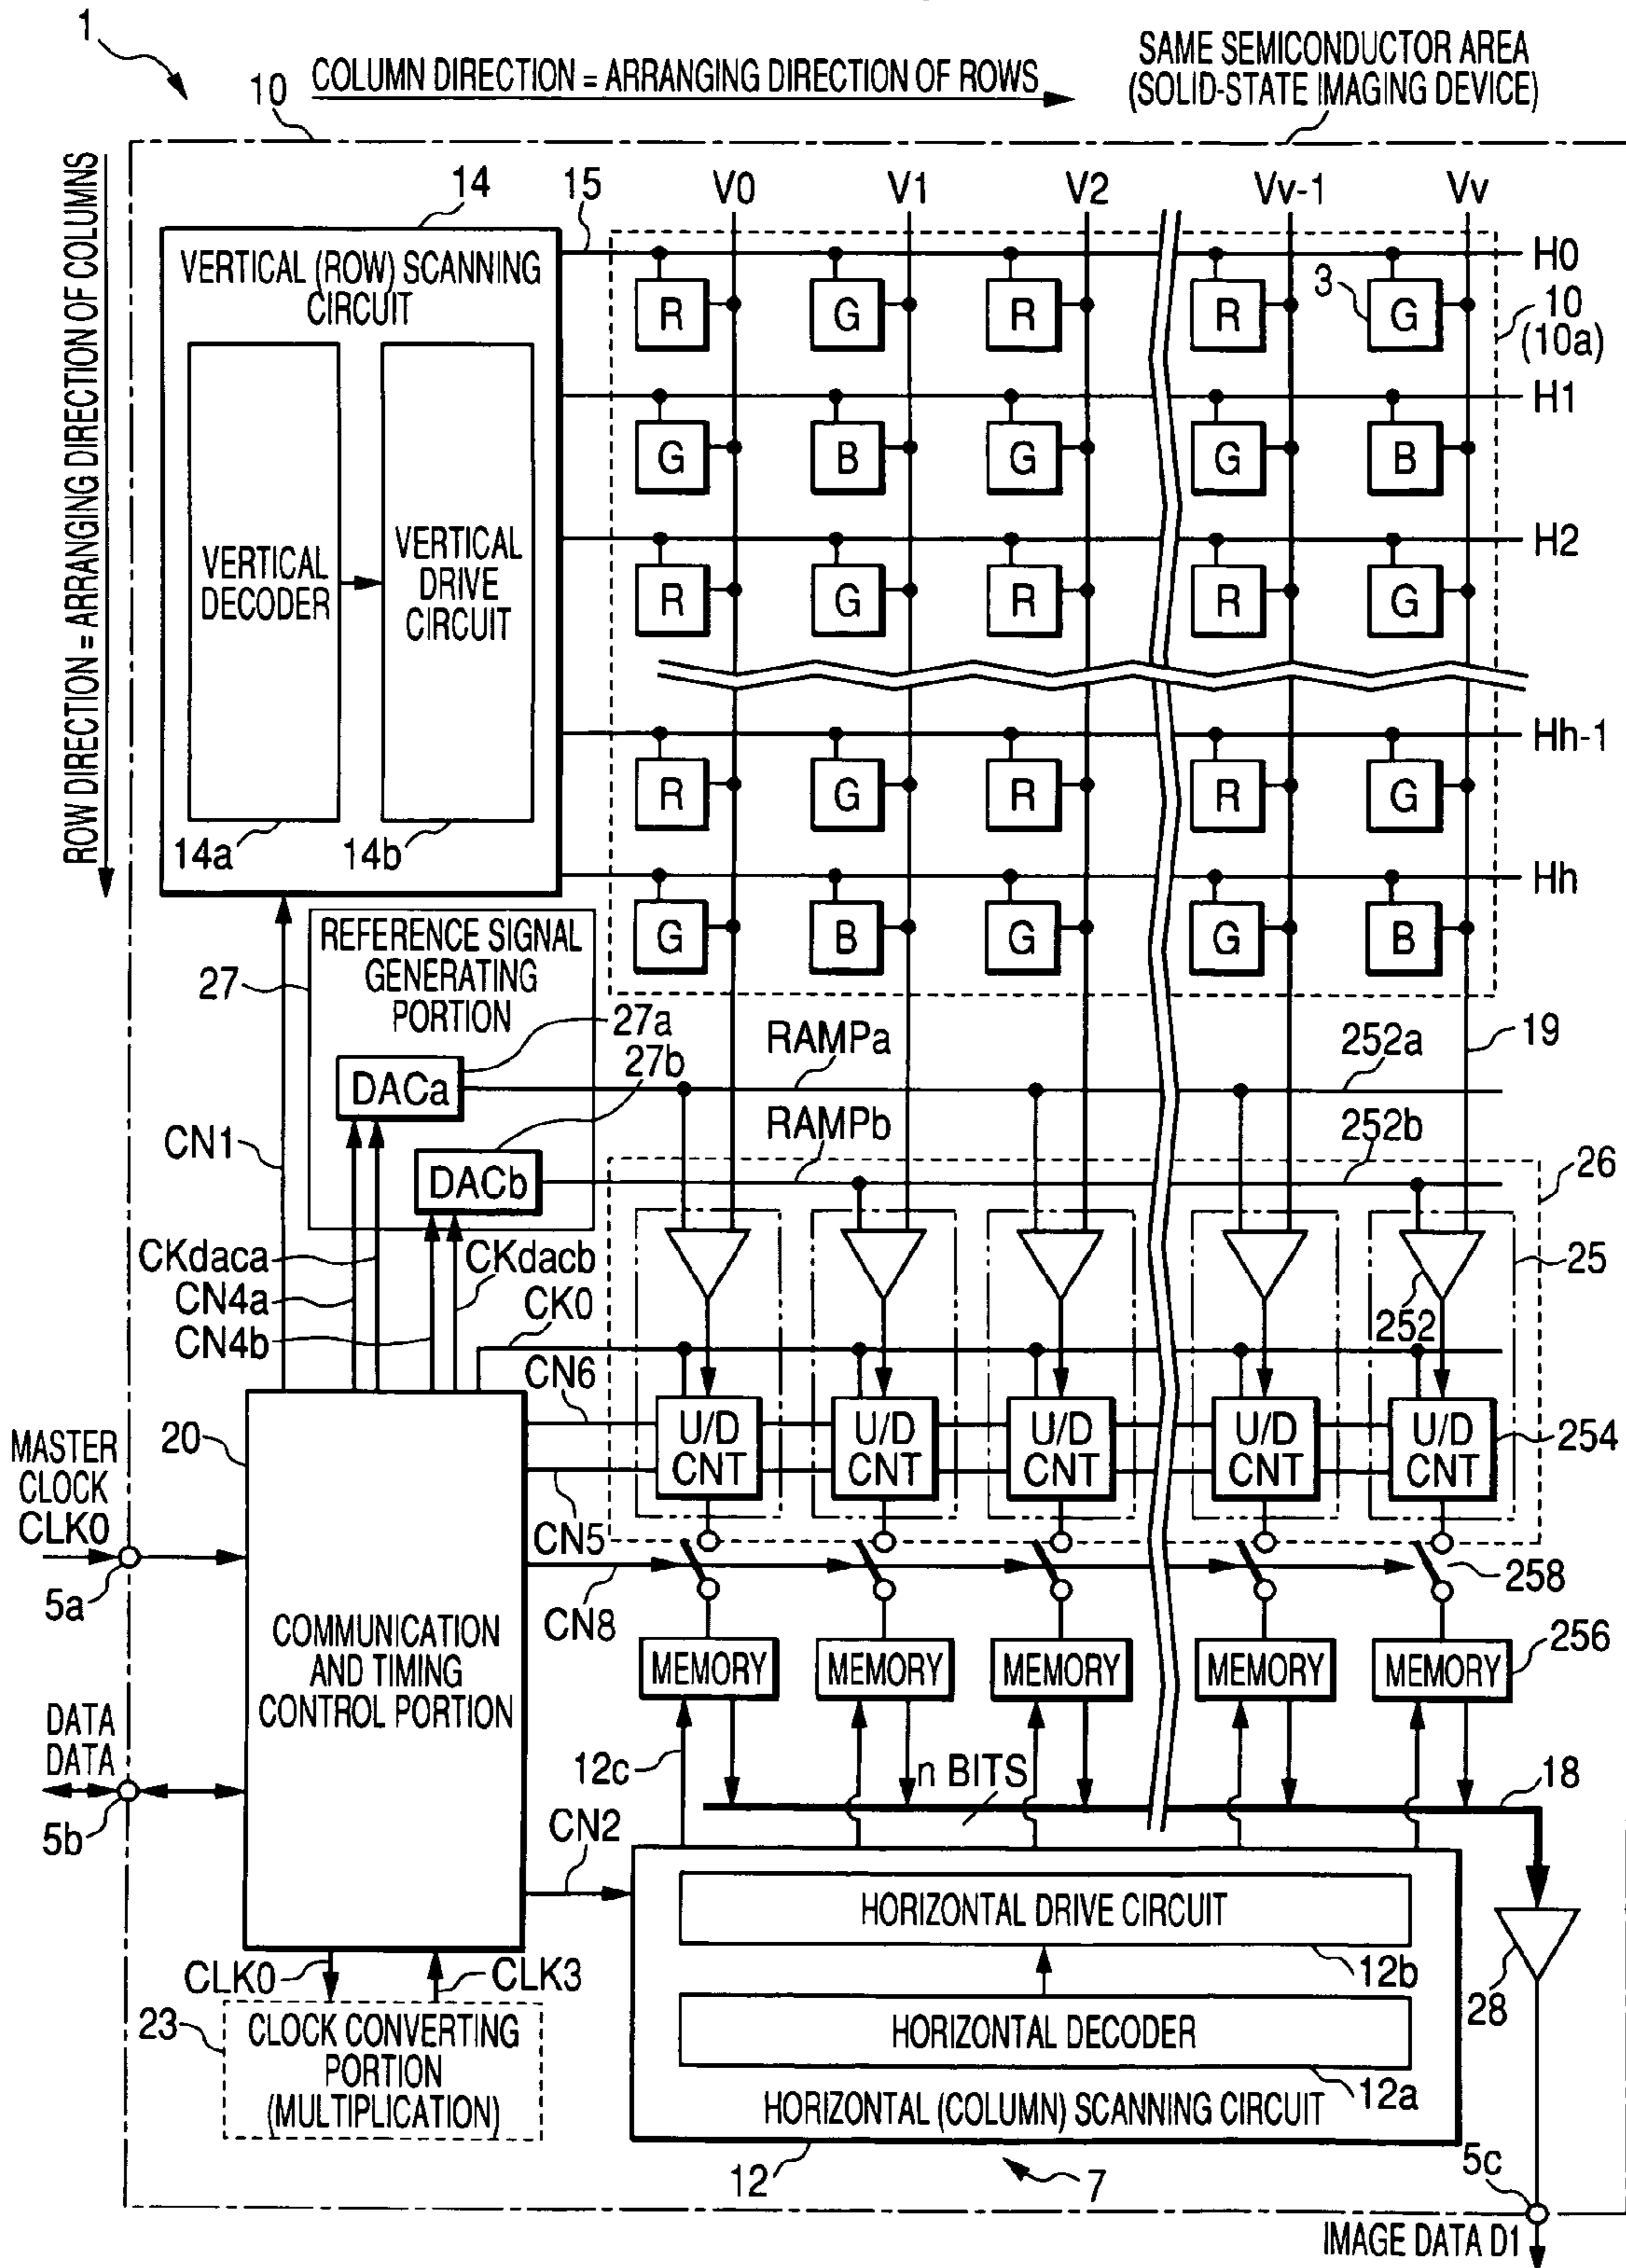 1
10
COLUMN DIRECTION = ARRANGING DIRECTION OF ROWS
SAME SEMICONDUCTOR AREA
(SOLID-STATE IMAGING DEVICE)
ROW DIRECTION = ARRANGING DIRECTION OF COLUMNS
14
15
V0 V1 V2 Vv-1 Vv
VERTICAL (ROW) SCANNING
CIRCUIT
H0
3
10
(10a)
R G R R G
H1
G B G G B
VERTICAL
DECODER
VERTICAL
DRIVE
CIRCUIT
H2
R G R R G
14a
14b
Hh-1
R G R R G
Hh
G B G G B
REFERENCE SIGNAL
GENERATING
PORTION
27
27a
27b
RAMPa
252a
19
DACa
CN1
RAMPb
252b
26
DACb
CKdaca
CN4a
CN4b
CKdacb
CK0
25
252
CN6
20
U/D
CNT
U/D
CNT
U/D
CNT
U/D
CNT
U/D
CNT
254
MASTER
CLOCK
CLK0
5a
CN5
CN8
258
COMMUNICATION
AND TIMING
CONTROL PORTION
MEMORY MEMORY MEMORY MEMORY MEMORY
256
DATA
DATA
5b
12c
n BITS
18
CN2
HORIZONTAL DRIVE CIRCUIT
12b
28
CLK0
CLK3
23
CLOCK CONVERTING
PORTION
(MULTIPLICATION)
HORIZONTAL DECODER
12a
HORIZONTAL (COLUMN) SCANNING CIRCUIT
12
7
5c
IMAGE DATA D1